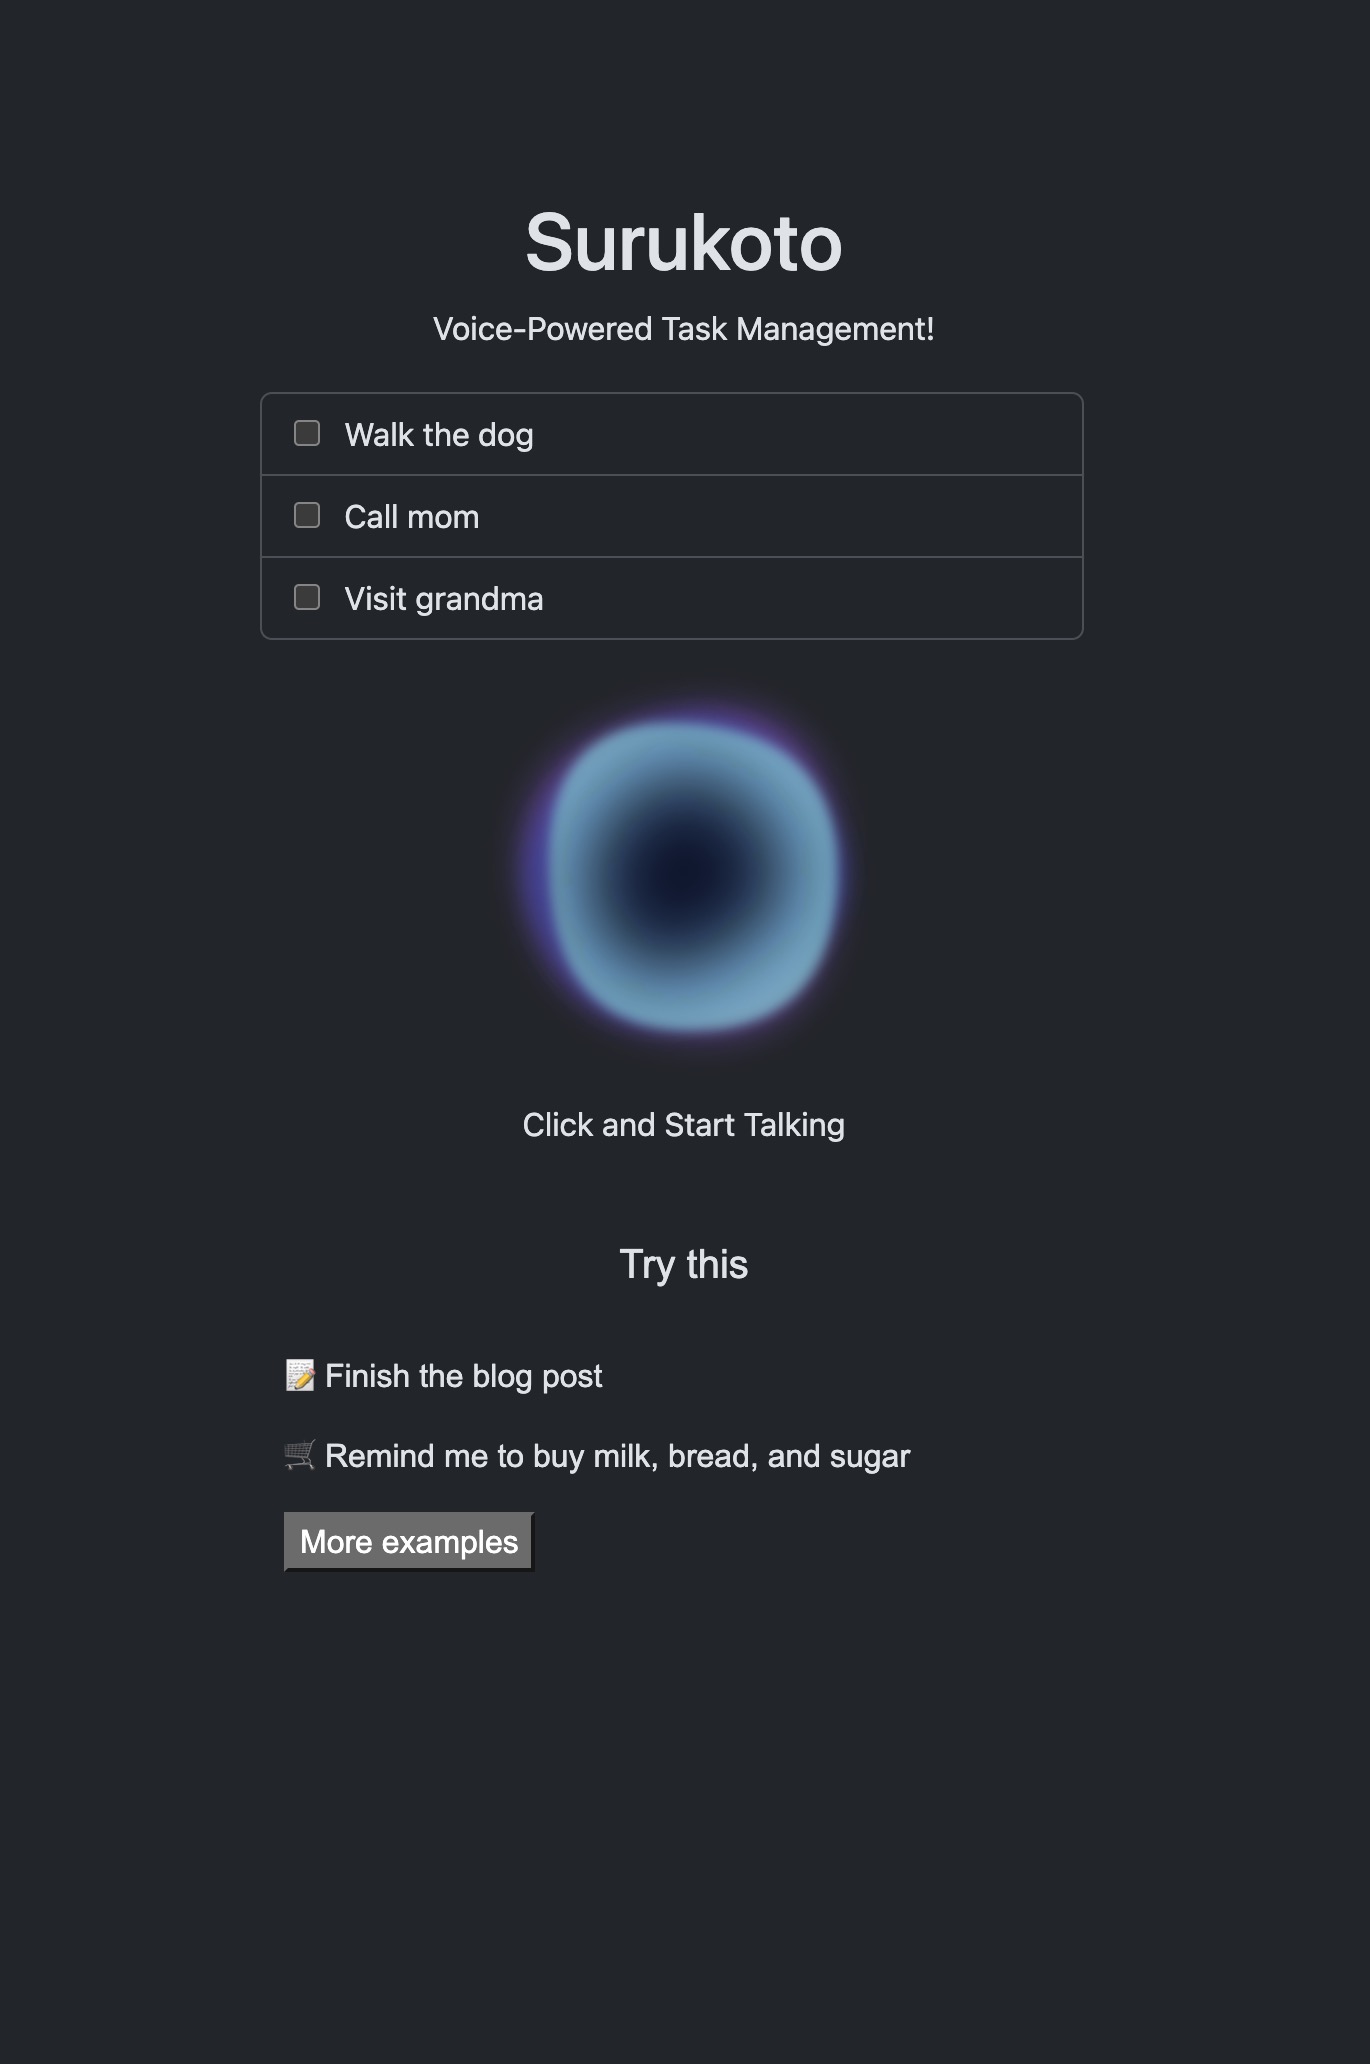 Surukoto
Voice-Powered Task Management!
Walk the dog
Call mom
Visit grandma
Click and Start Talking
Try this
📝 Finish the blog post
🛒 Remind me to buy milk, bread, and sugar
More examples